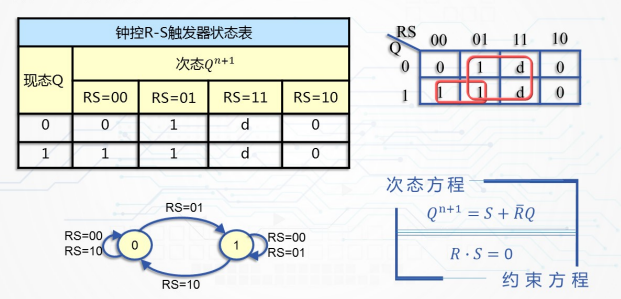 钟控R-S触发器状态表
现态Q 次态Qⁿ⁺¹
RS=00 RS=01 RS=11 RS=10
0 0 1 d 0
1 1 1 d 0
RS 00 01 11 10
Q
0 0 1 d 0
1 1 1 d 0
RS=01
RS=00
RS=10
0
1
RS=00
RS=01
RS=10
次态方程
Qⁿ⁺¹ = S + R̄Q
R · S = 0
约束方程